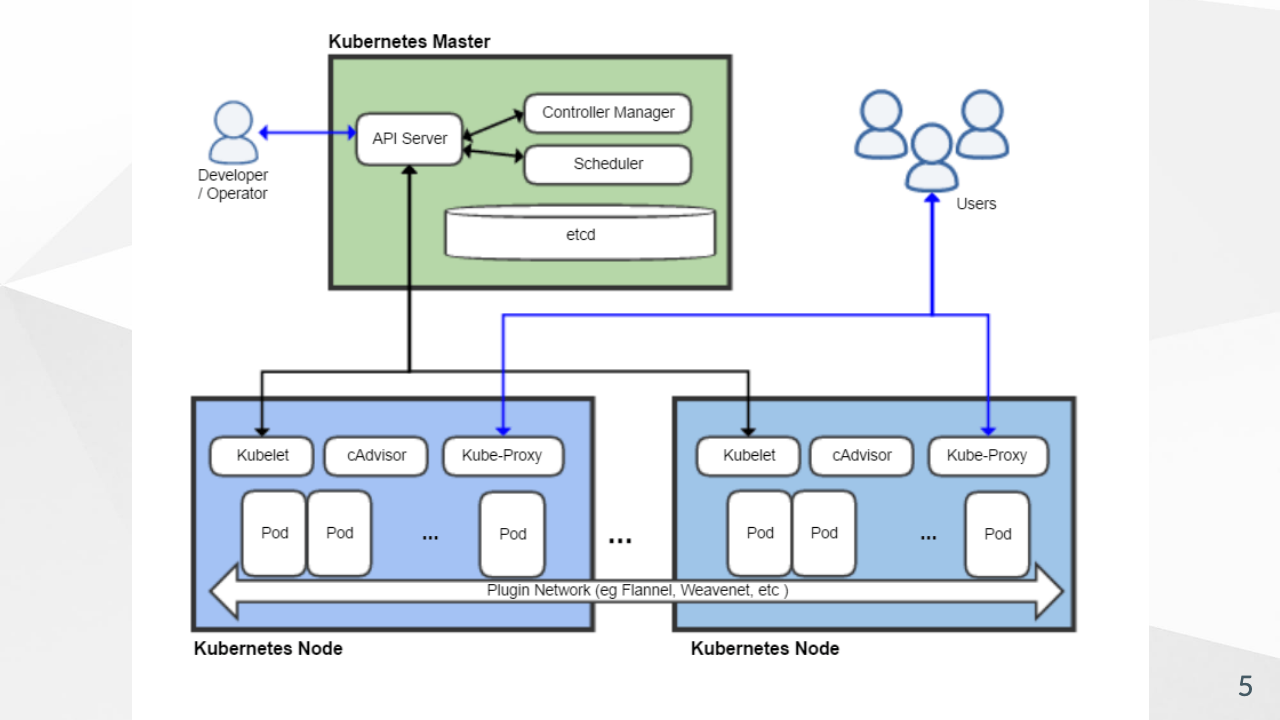 Kubernetes Master
Controller Manager
API Server
Scheduler
etcd
Developer
/ Operator
Users
Kubelet
cAdvisor
Kube-Proxy
Pod
Pod
...
Pod
...
Kubelet
cAdvisor
Kube-Proxy
Pod
Pod
...
Pod
Plugin Network (eg Flannel, Weavenet, etc )
Kubernetes Node
Kubernetes Node
5